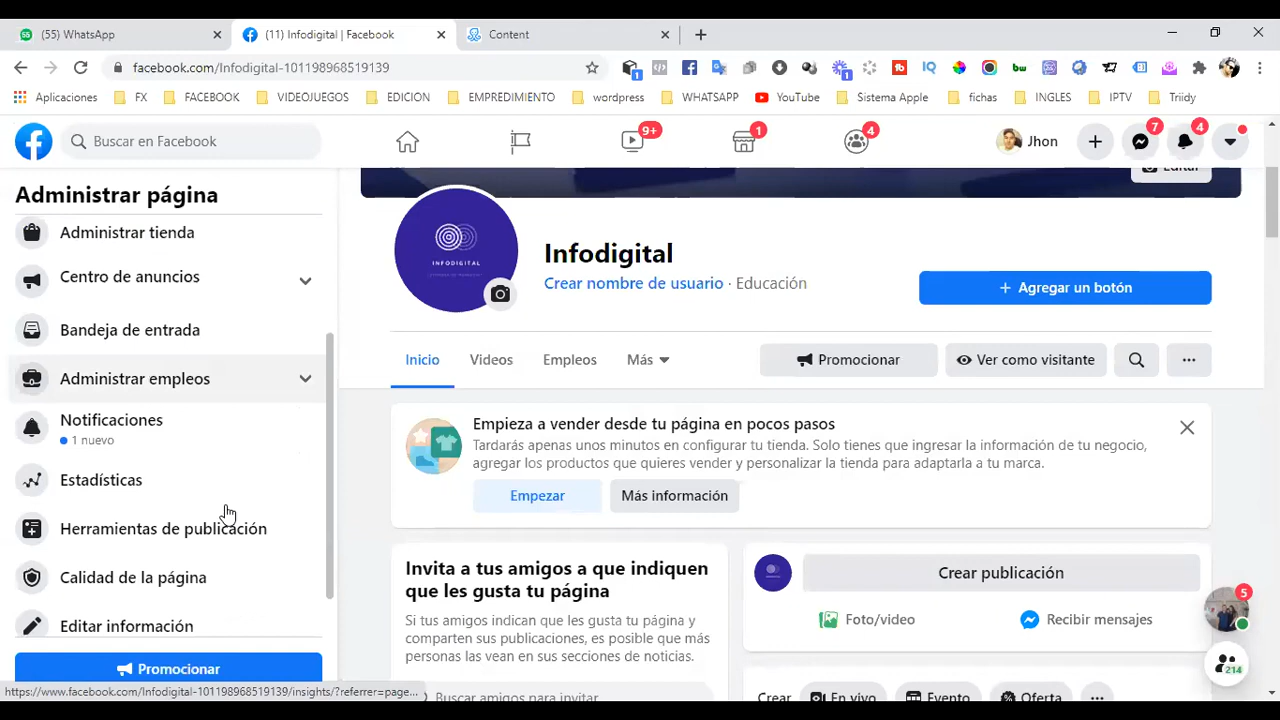 (55) WhatsApp
(11) Infodigital | Facebook
Content
facebook.com/Infodigital-101198968519139
Aplicaciones FX FACEBOOK VIDEOJUEGOS EDICION EMPREDIMIENTO wordpress WHATSAPP YouTube Sistema Apple fichas INGLES IPTV Triidy
Buscar en Facebook
9+
1
4
Jhon
7
4
Administrar página
Administrar tienda
Centro de anuncios
Bandeja de entrada
Administrar empleos
Notificaciones
1 nuevo
Estadísticas
Herramientas de publicación
Calidad de la página
Editar información
Promocionar
https://www.facebook.com/Infodigital-101198968519139/insights/?referrer=page...
Editar
INFODIGITAL
Infodigital
Crear nombre de usuario · Educación
+ Agregar un botón
Inicio Videos Empleos Más
Promocionar
Ver como visitante
Empieza a vender desde tu página en pocos pasos
Tardarás apenas unos minutos en configurar tu tienda. Solo tienes que ingresar la información de tu negocio,
agregar los productos que quieres vender y personalizar la tienda para adaptarla a tu marca.
Empezar
Más información
Invita a tus amigos a que indiquen
que les gusta tu página
Si tus amigos indican que les gusta tu página y
comparten sus publicaciones, es posible que más
personas las vean en sus secciones de noticias.
Buscar amigos para invitar
Crear publicación
Foto/video
Recibir mensajes
Crear
En vivo
Evento
Oferta
5
214